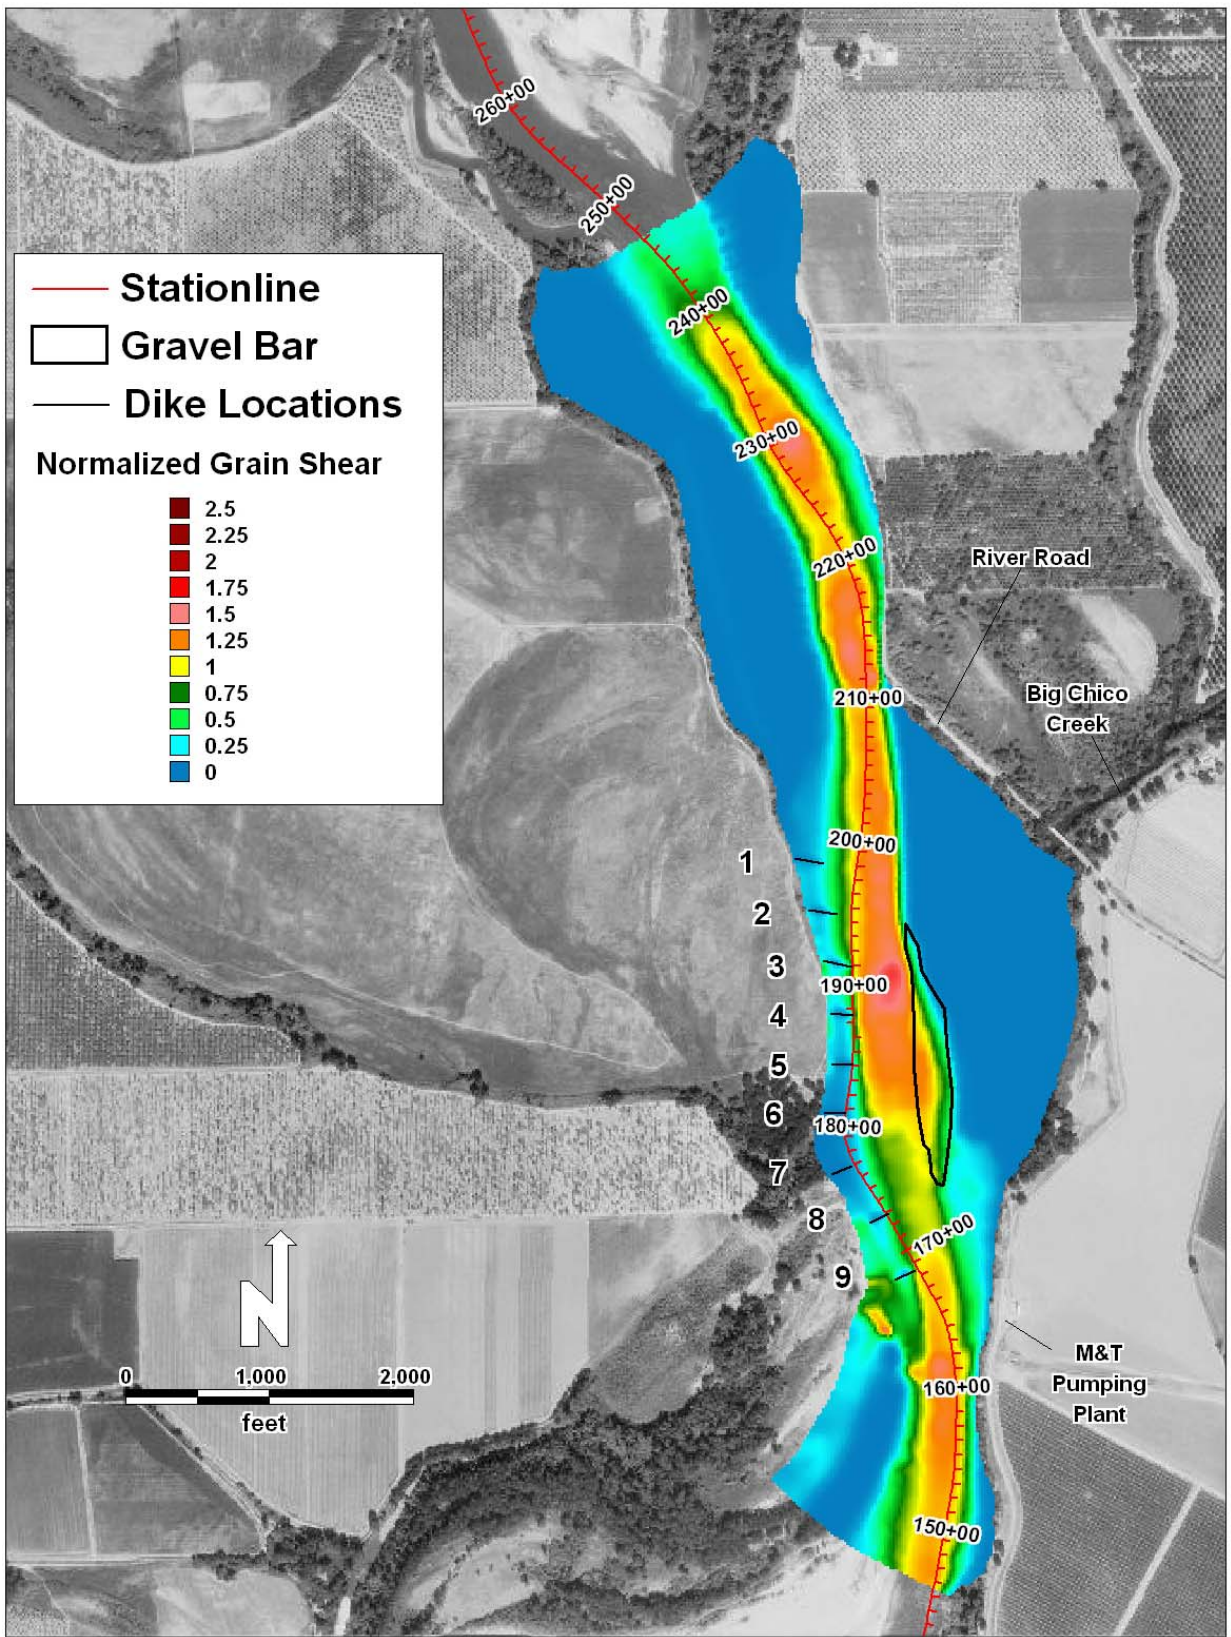 260+00
250+00
Stationline
Gravel Bar
Dike Locations
Normalized Grain Shear
2.5
2.25
2
1.75
1.5
1.25
1
0.75
0.5
0.25
0
240+00
230+00
220+00
River Road
210+00
Big Chico
Creek
200+00
1
2
3
190+00
4
5
6
180+00
7
8
170+00
9
N
0 1,000 2,000
feet
M&T
Pumping
Plant
160+00
150+00